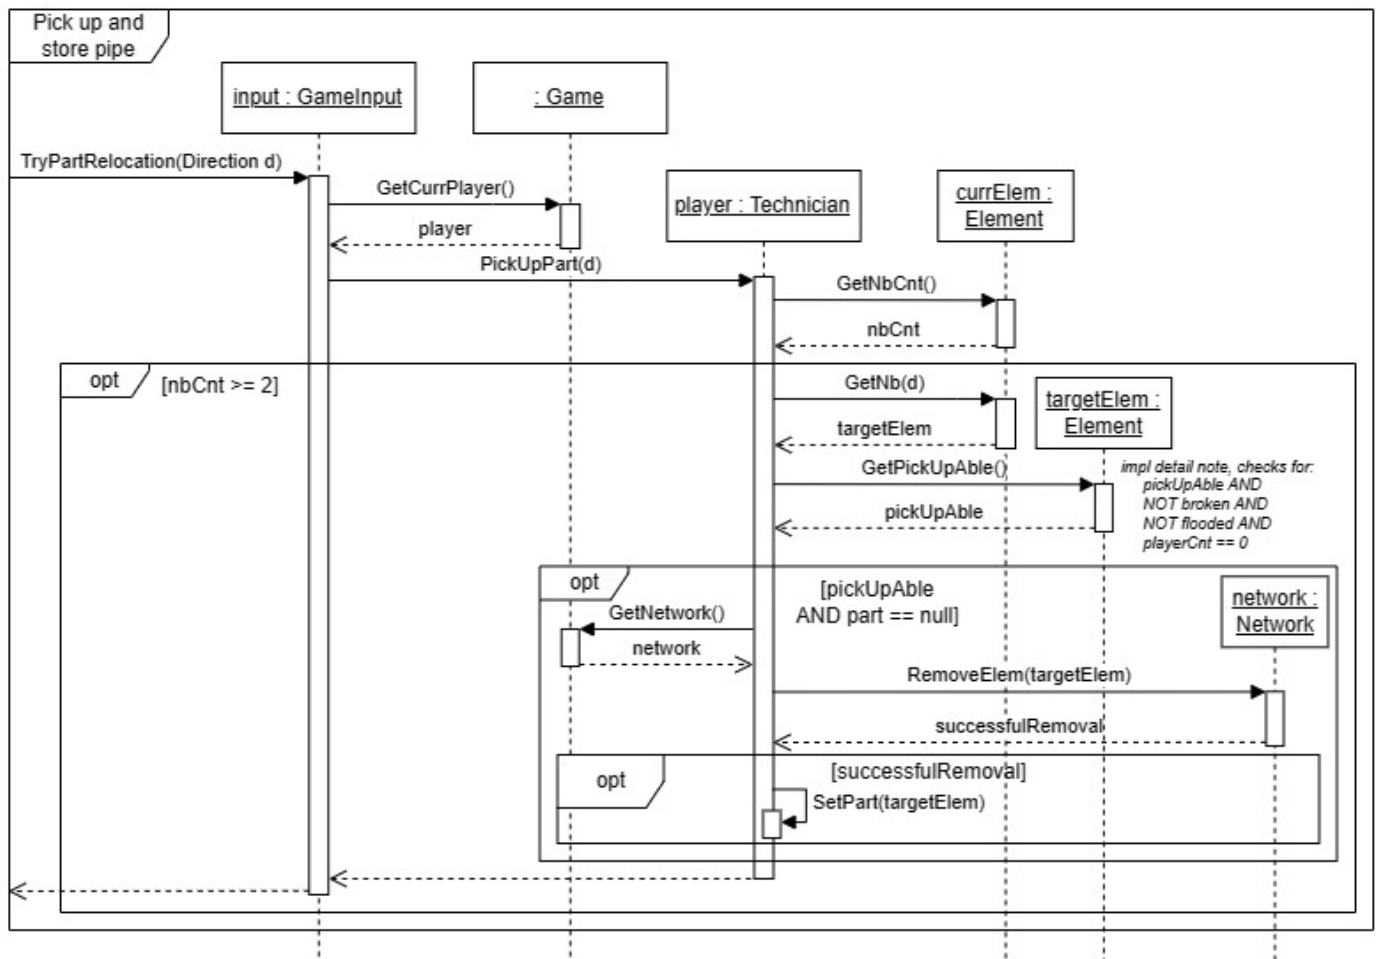 Pick up and
store pipe
input : GameInput
: Game
TryPartRelocation(Direction d)
GetCurrPlayer()
player
player : Technician
currElem :
Element
PickUpPart(d)
GetNbCnt()
nbCnt
opt
[nbCnt >= 2]
GetNb(d)
targetElem :
Element
targetElem
GetPickUpAble()
impl detail note, checks for:
pickUpAble AND
NOT broken AND
NOT flooded AND
playerCnt == 0
pickUpAble
opt
[pickUpAble
AND part == null]
network :
Network
GetNetwork()
network
RemoveElem(targetElem)
successfulRemoval
opt
[successfulRemoval]
SetPart(targetElem)